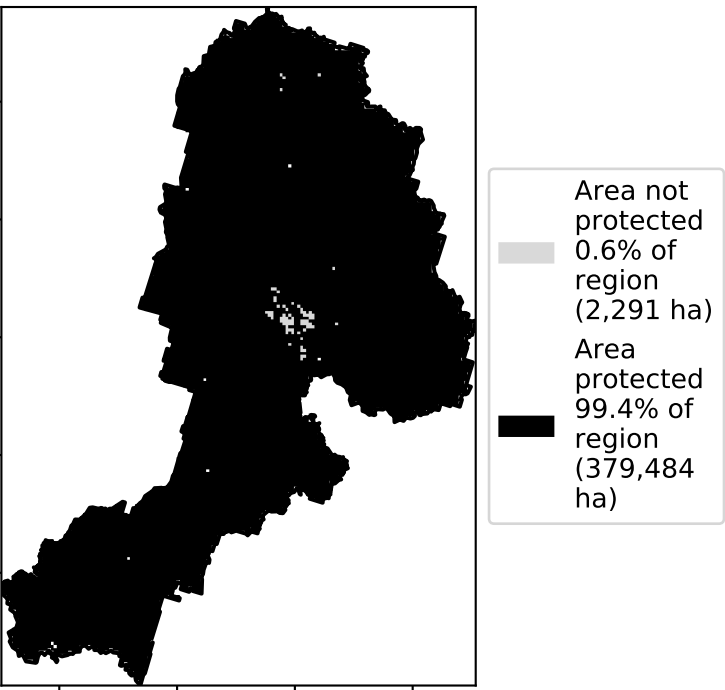 Area not
protected
0.6% of
region
(2,291 ha)
Area
protected
99.4% of
region
(379,484
ha)